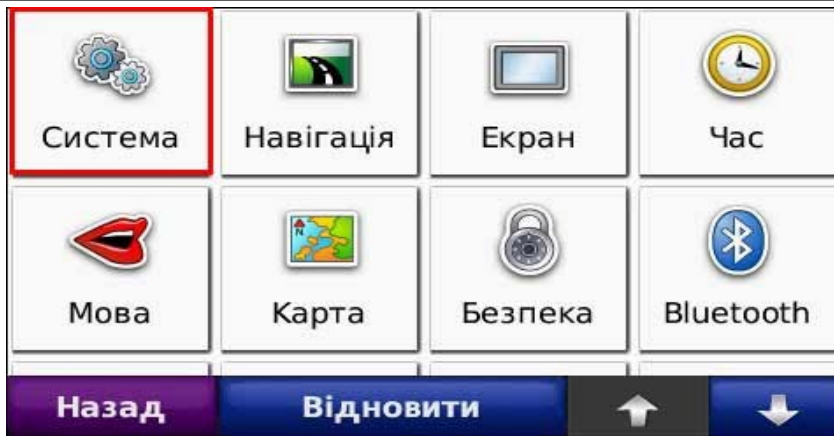 Система Навігація Екран Час
N
Мова Карта Безпека Bluetooth
Назад Відновити